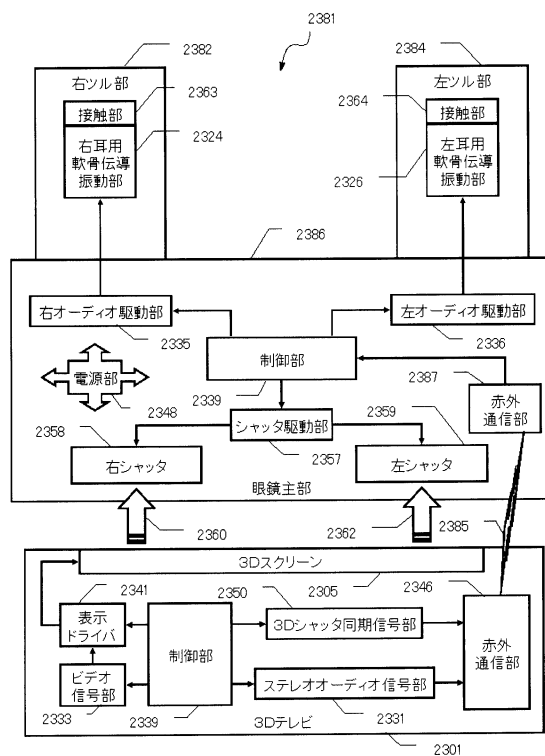 2381
2382
2384
右ツル部
左ツル部
2363
2364
接触部
接触部
2324
右耳用
軟骨伝導
振動部
左耳用
軟骨伝導
振動部
2326
2386
右オーディオ駆動部
左オーディオ駆動部
2335
2336
制御部
2339
2387
電源部
2348
赤外
通信部
シャッタ駆動部
2357
2358
2359
右シャッタ
左シャッタ
眼鏡主部
2360
2362
2385
3Dスクリーン
2341
2350
2305
2346
表示
ドライバ
制御部
3Dシャッタ同期信号部
赤外
通信部
ビデオ
信号部
ステレオオーディオ信号部
2333
2339
2331
3Dテレビ
2301